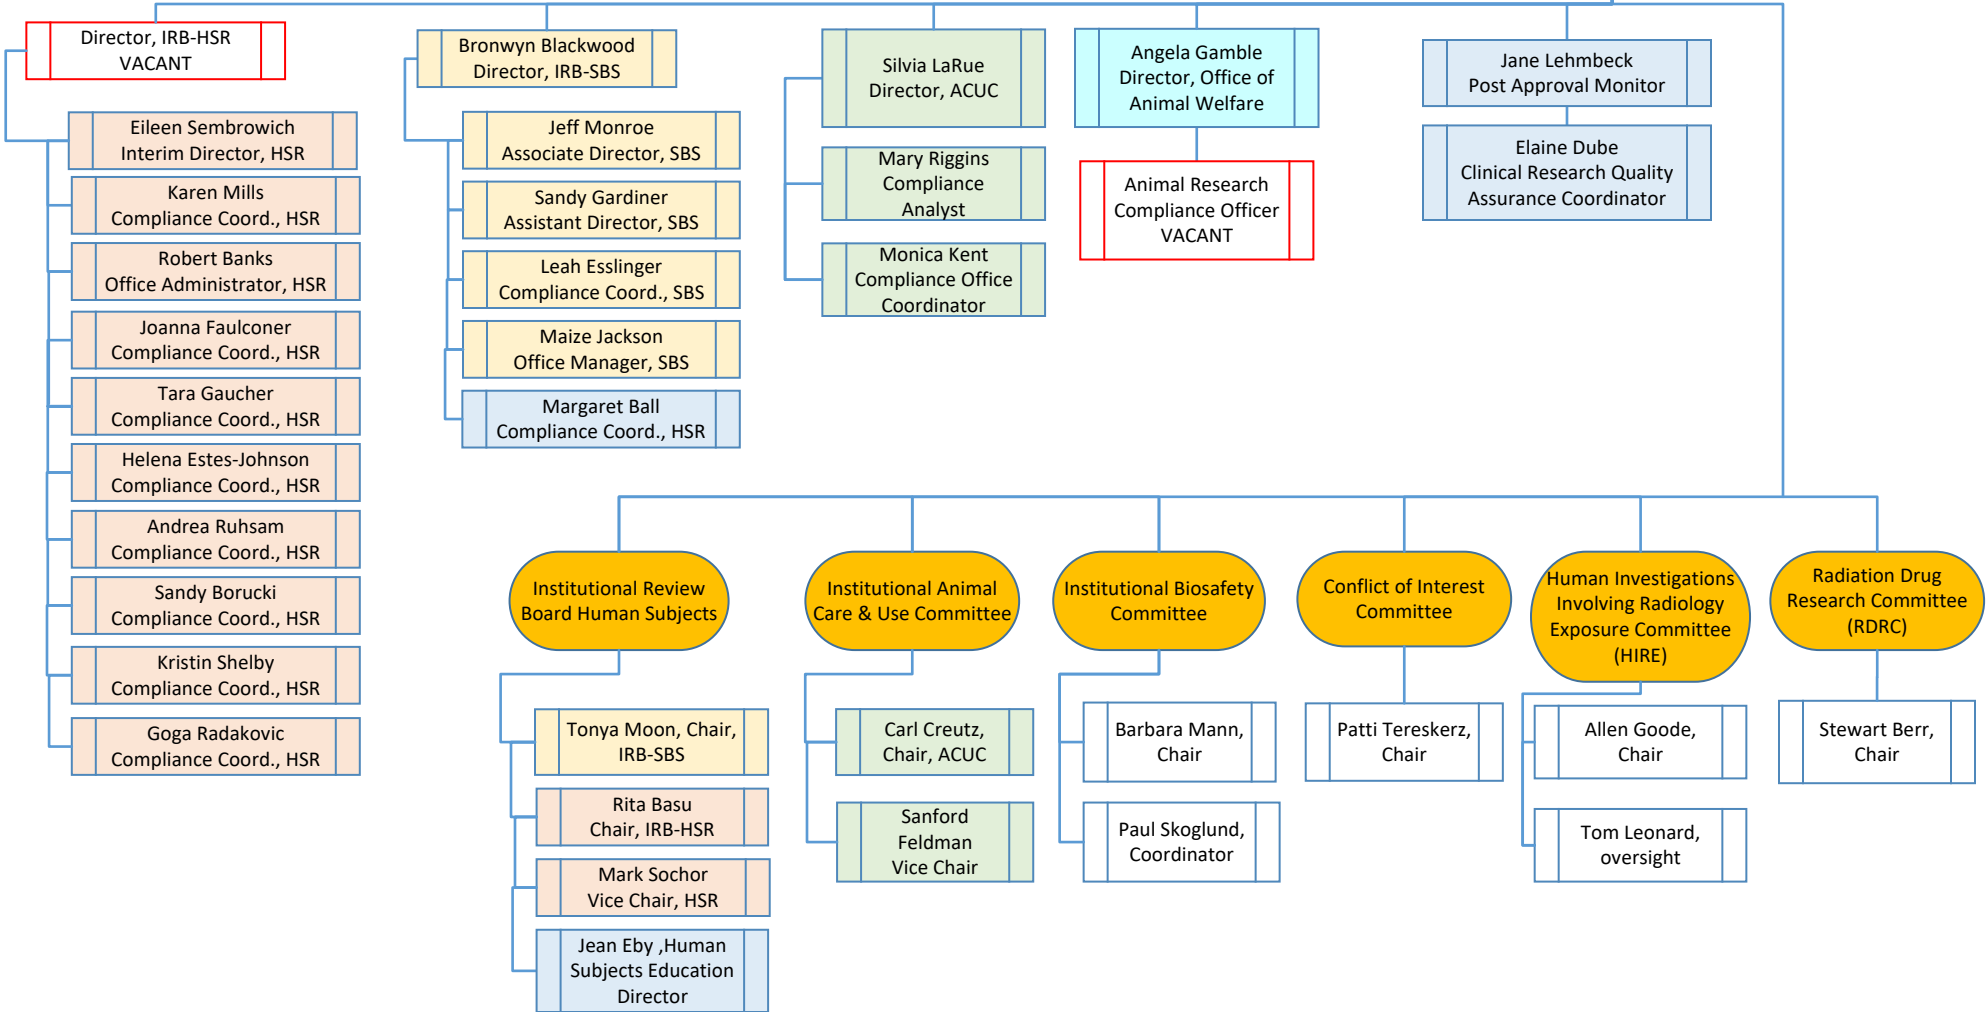 Director, IRB-HSR
VACANT
Eileen Sembrowich
Interim Director, HSR
Karen Mills
Compliance Coord., HSR
Robert Banks
Office Administrator, HSR
Joanna Faulconer
Compliance Coord., HSR
Tara Gaucher
Compliance Coord., HSR
Helena Estes-Johnson
Compliance Coord., HSR
Andrea Ruhsam
Compliance Coord., HSR
Sandy Borucki
Compliance Coord., HSR
Kristin Shelby
Compliance Coord., HSR
Goga Radakovic
Compliance Coord., HSR
Bronwyn Blackwood
Director, IRB-SBS
Jeff Monroe
Associate Director, SBS
Sandy Gardiner
Assistant Director, SBS
Leah Esslinger
Compliance Coord., SBS
Maize Jackson
Office Manager, SBS
Margaret Ball
Compliance Coord., HSR
Silvia LaRue
Director, ACUC
Mary Riggins
Compliance
Analyst
Monica Kent
Compliance Office
Coordinator
Angela Gamble
Director, Office of
Animal Welfare
Animal Research
Compliance Officer
VACANT
Jane Lehmbeck
Post Approval Monitor
Elaine Dube
Clinical Research Quality
Assurance Coordinator
Institutional Review
Board Human Subjects
Tonya Moon, Chair,
IRB-SBS
Rita Basu
Chair, IRB-HSR
Mark Sochor
Vice Chair, HSR
Jean Eby ,Human
Subjects Education
Director
Institutional Animal
Care & Use Committee
Carl Creutz,
Chair, ACUC
Sanford
Feldman
Vice Chair
Institutional Biosafety
Committee
Barbara Mann,
Chair
Paul Skoglund,
Coordinator
Conflict of Interest
Committee
Patti Tereskerz,
Chair
Human Investigations
Involving Radiology
Exposure Committee
(HIRE)
Allen Goode,
Chair
Tom Leonard,
oversight
Radiation Drug
Research Committee
(RDRC)
Stewart Berr,
Chair